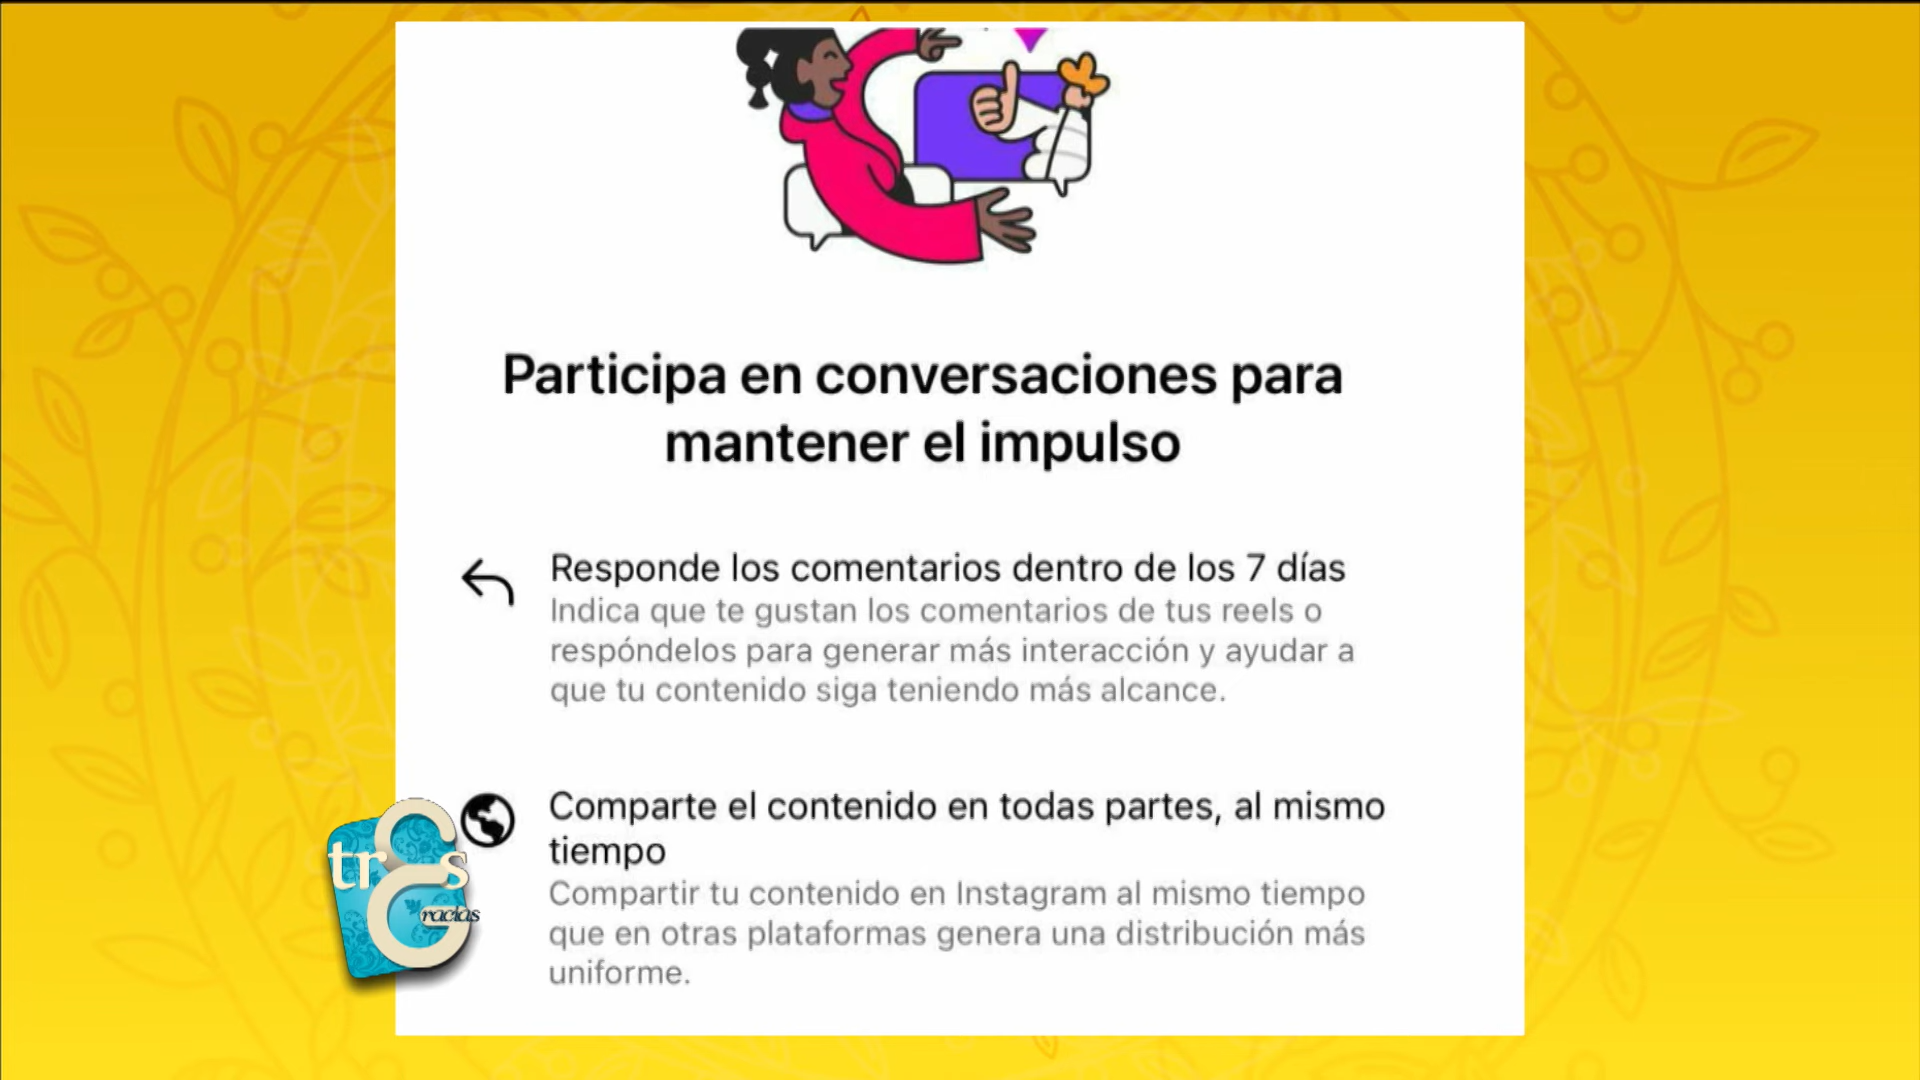 Participa en conversaciones para
mantener el impulso
Responde los comentarios dentro de los 7 días
Indica que te gustan los comentarios de tus reels o
respóndelos para generar más interacción y ayudar a
que tu contenido siga teniendo más alcance.
Comparte el contenido en todas partes, al mismo
tiempo
Compartir tu contenido en Instagram al mismo tiempo
que en otras plataformas genera una distribución más
uniforme.
trEs
Gracias